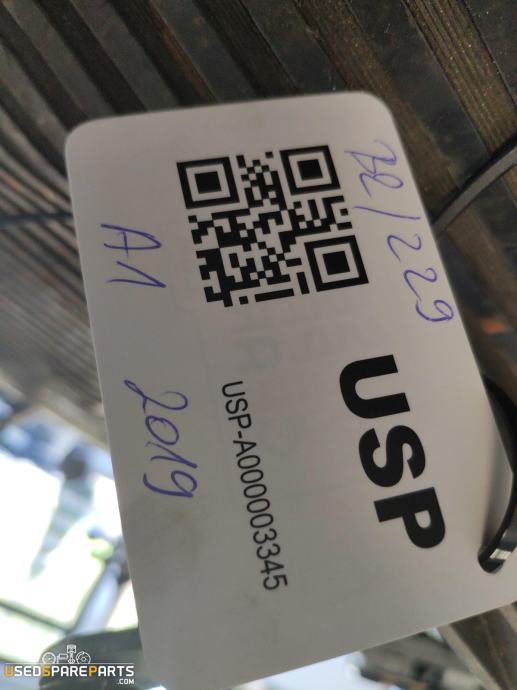 /229
USP
USP-A000003345
A1
2019
USEDSPAREPARTS
.COM